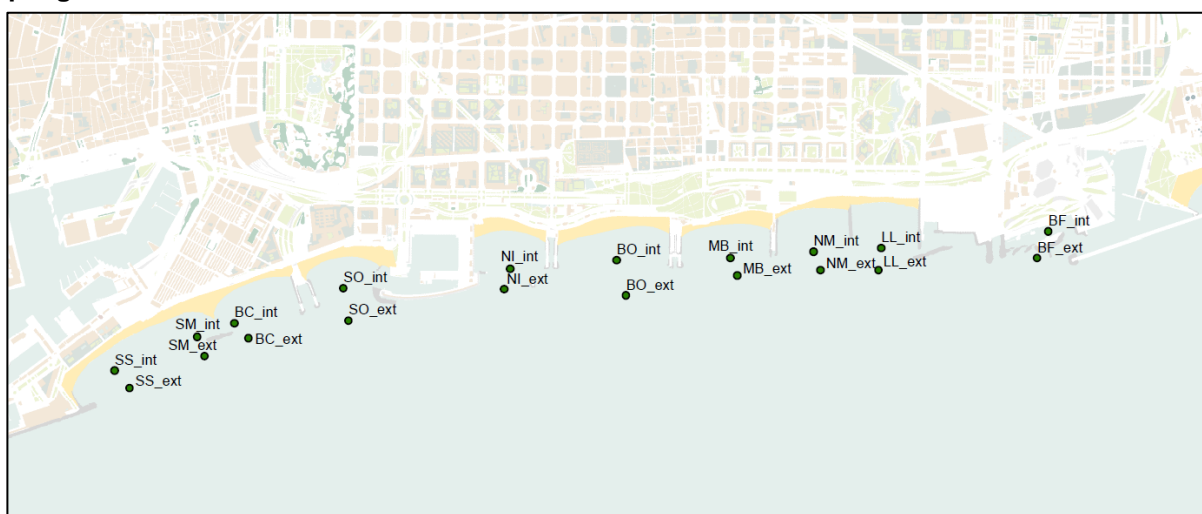 BF_int
BF_ext
NM_int
LL_int
NM_ext
LL_ext
MB_int
MB_ext
BO_int
BO_ext
NI_int
NI_ext
SO_int
SO_ext
BC_int
BC_ext
SM_int
SM_ext
SS_int
SS_ext